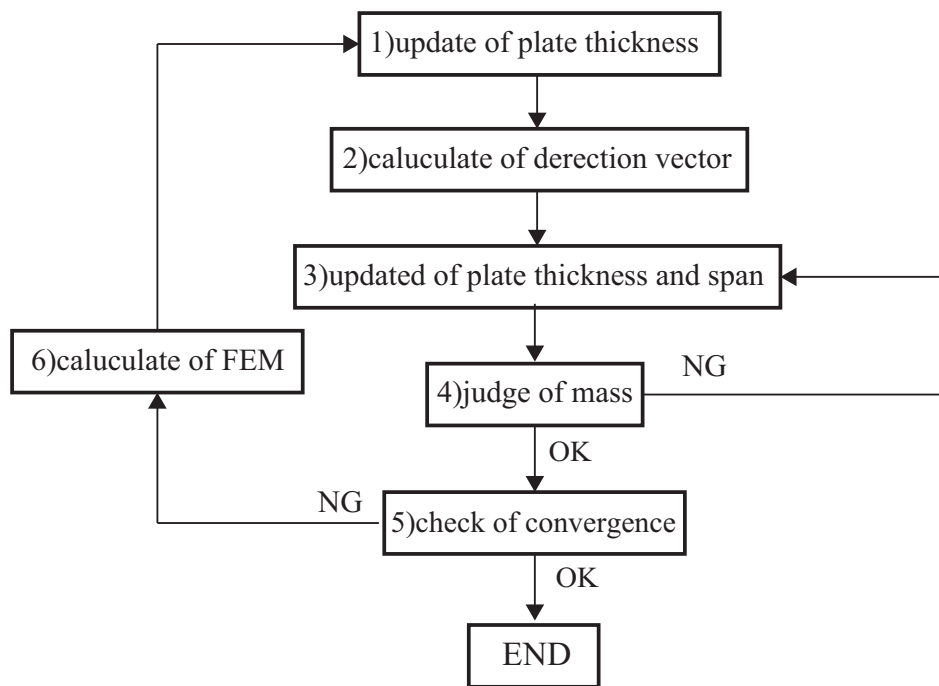 1)update of plate thickness
2)caluculate of derection vector
3)updated of plate thickness and span
6)caluculate of FEM
4)judge of mass
NG
OK
NG
5)check of convergence
OK
END